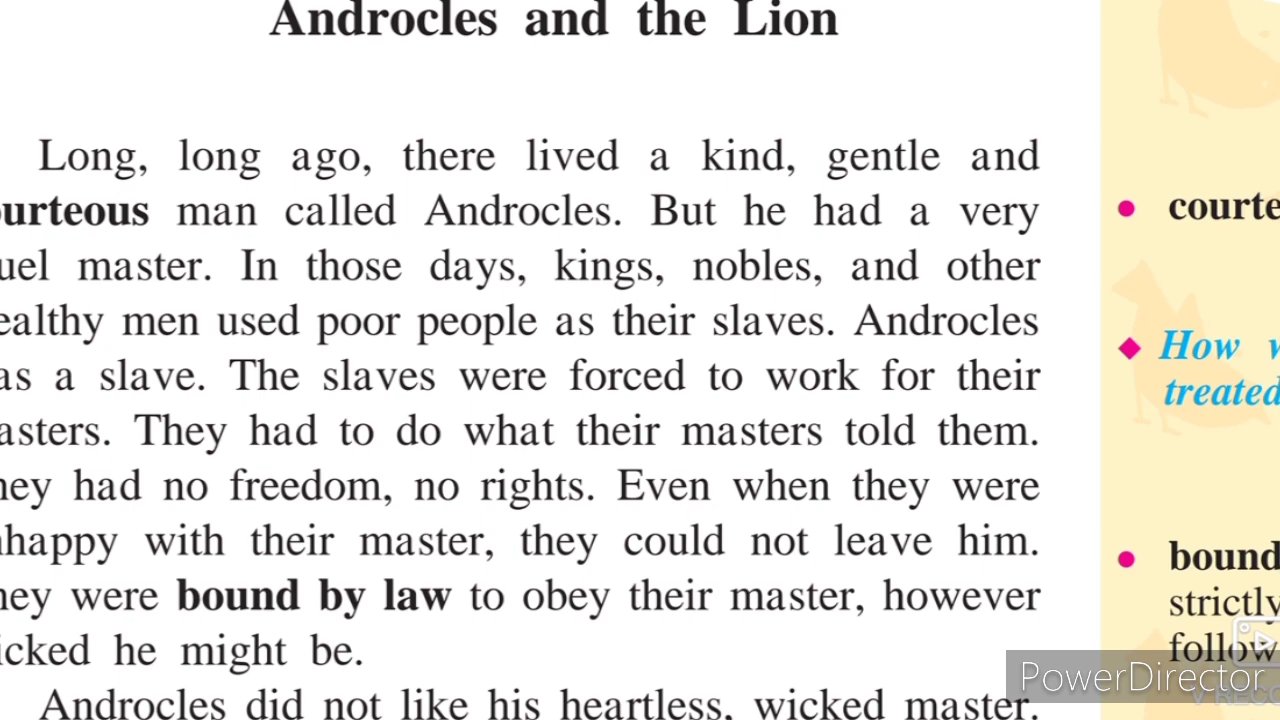 Androcles and the Lion
Long, long ago, there lived a kind, gentle and
ourteous man called Androcles. But he had a very
uel master. In those days, kings, nobles, and other
ealthy men used poor people as their slaves. Androcles
as a slave. The slaves were forced to work for their
asters. They had to do what their masters told them.
hey had no freedom, no rights. Even when they were
nhappy with their master, they could not leave him.
hey were bound by law to obey their master, however
icked he might be.
Androcles did not like his heartless, wicked master.
courte
How w
treated
bound
strictly
follow
PowerDirector
V RECO